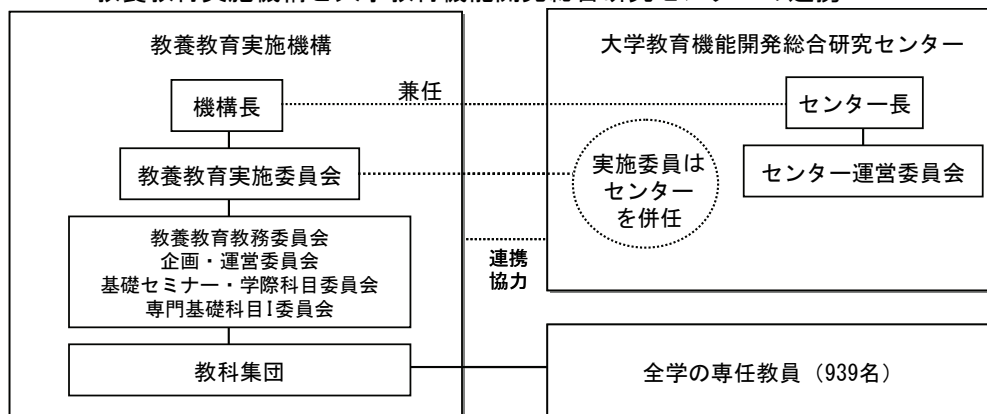 教養教育実施機構
大学教育機能開発総合研究センター
機構長
兼任
センター長
教養教育実施委員会
実施委員は
センター
を併任
センター運営委員会
教養教育教務委員会
企画・運営委員会
基礎セミナー・学際科目委員会
専門基礎科目Ⅰ委員会
連携
協力
教科集団
全学の専任教員（939名）